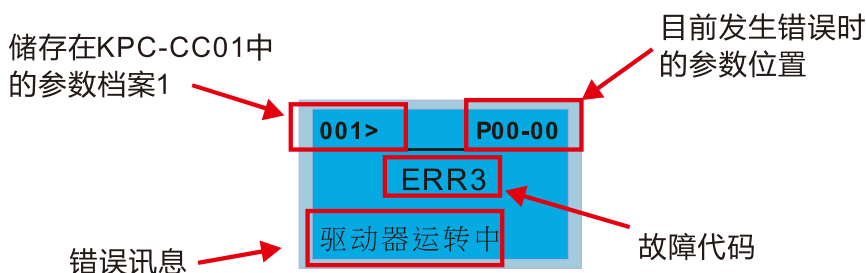 储存在KPC-CC01中
的参数档案1
目前发生错误时
的参数位置
001>
P00-00
ERR3
驱动器运转中
错误讯息
故障代码